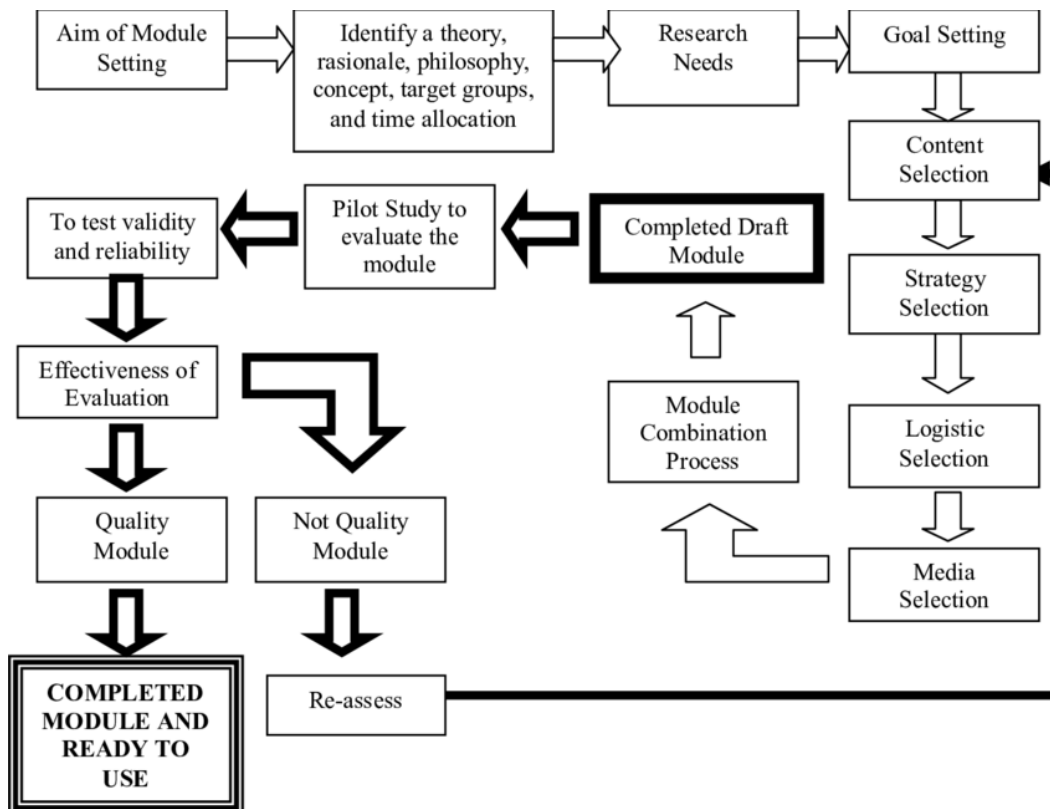 Aim of Module
Setting
Identify a theory,
rasionale, philosophy,
concept, target groups,
and time allocation
Research
Needs
Goal Setting
Content
Selection
Strategy
Selection
Logistic
Selection
Media
Selection
Module
Combination
Process
Completed Draft
Module
Pilot Study to
evaluate the
module
To test validity
and reliability
Effectiveness of
Evaluation
Quality
Module
Not Quality
Module
COMPLETED
MODULE AND
READY TO
USE
Re-assess